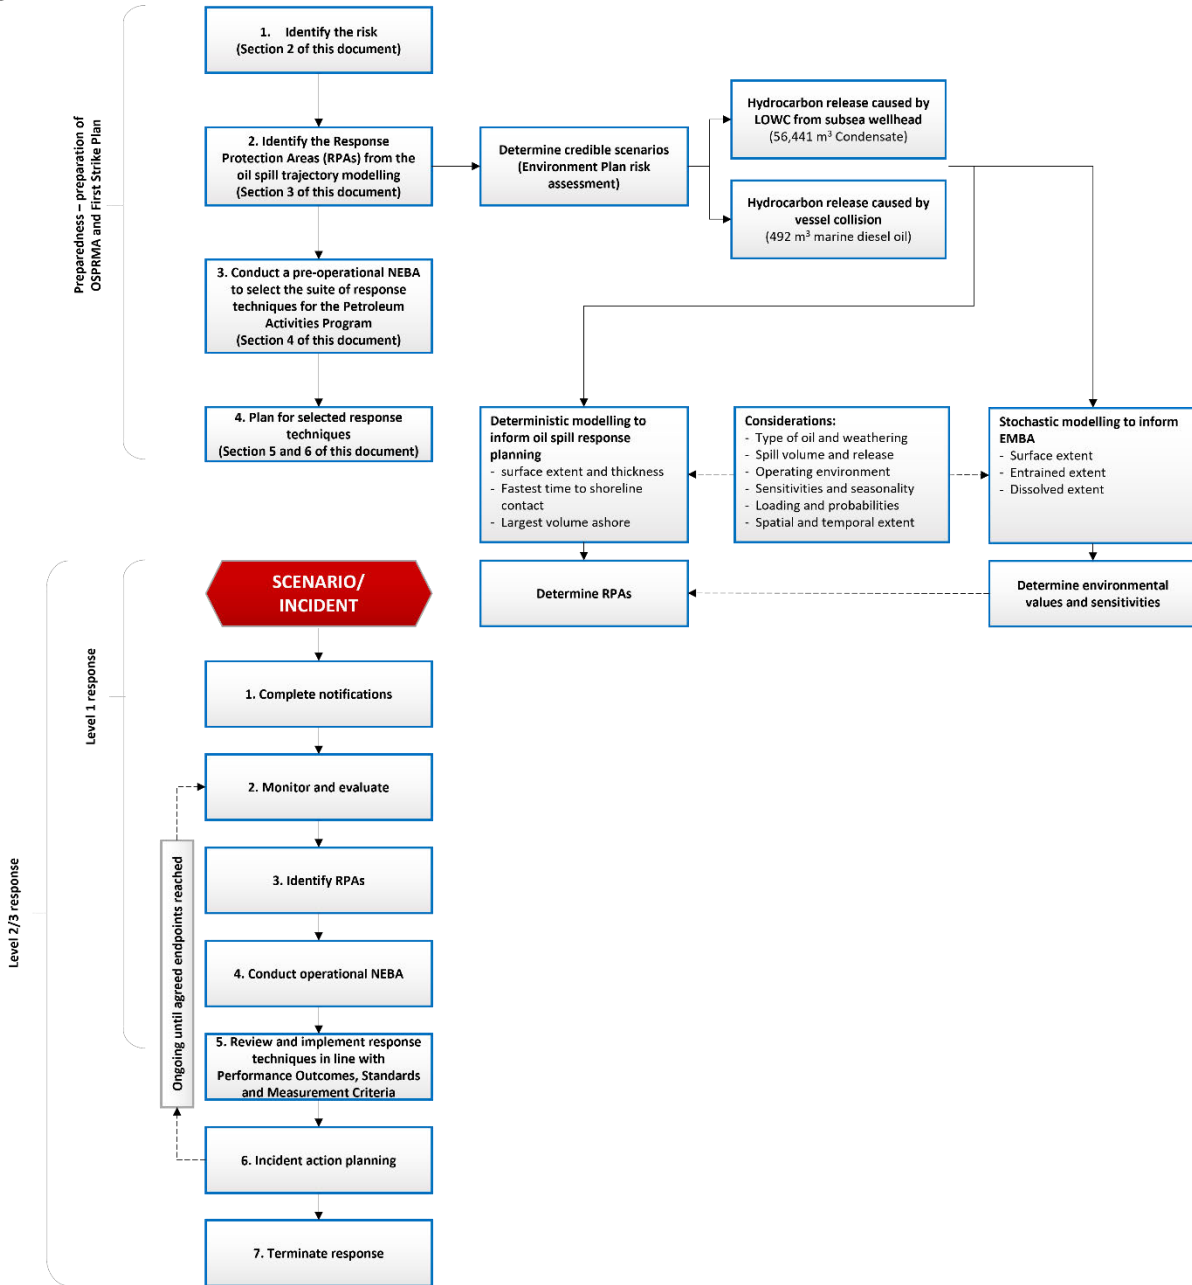 Preparedness – preparation of
OSPRMA and First Strike Plan
1. Identify the risk
(Section 2 of this document)
2. Identify the Response
Protection Areas (RPAs) from the
oil spill trajectory modelling
(Section 3 of this document)
3. Conduct a pre-operational NEBA
to select the suite of response
techniques for the Petroleum
Activities Program
(Section 4 of this document)
4. Plan for selected response
techniques
(Section 5 and 6 of this document)
Determine credible scenarios
(Environment Plan risk
assessment)
Hydrocarbon release caused by
LOWC from subsea wellhead
(56,441 m³ Condensate)
Hydrocarbon release caused by
vessel collision
(492 m³ marine diesel oil)
Deterministic modelling to
inform oil spill response
planning
- surface extent and thickness
- Fastest time to shoreline
contact
- Largest volume ashore
Considerations:
- Type of oil and weathering
- Spill volume and release
- Operating environment
- Sensitivities and seasonality
- Loading and probabilities
- Spatial and temporal extent
Stochastic modelling to inform
EMBA
- Surface extent
- Entrained extent
- Dissolved extent
Determine RPAs
Determine environmental
values and sensitivities
Level 2/3 response
Level 1 response
SCENARIO/
INCIDENT
1. Complete notifications
2. Monitor and evaluate
3. Identify RPAs
4. Conduct operational NEBA
5. Review and implement response
techniques in line with
Performance Outcomes, Standards
and Measurement Criteria
Ongoing until agreed endpoints reached
6. Incident action planning
7. Terminate response